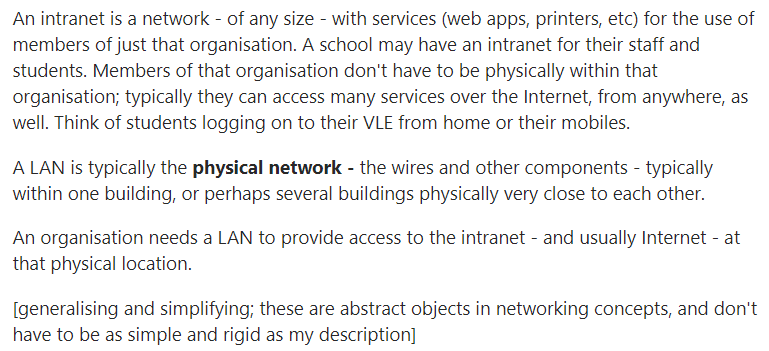 An intranet is a network - of any size - with services (web apps, printers, etc) for the use of
members of just that organisation. A school may have an intranet for their staff and
students. Members of that organisation don't have to be physically within that
organisation; typically they can access many services over the Internet, from anywhere, as
well. Think of students logging on to their VLE from home or their mobiles.
A LAN is typically the physical network - the wires and other components - typically
within one building, or perhaps several buildings physically very close to each other.
An organisation needs a LAN to provide access to the intranet - and usually Internet - at
that physical location.
[generalising and simplifying; these are abstract objects in networking concepts, and don't
have to be as simple and rigid as my description]